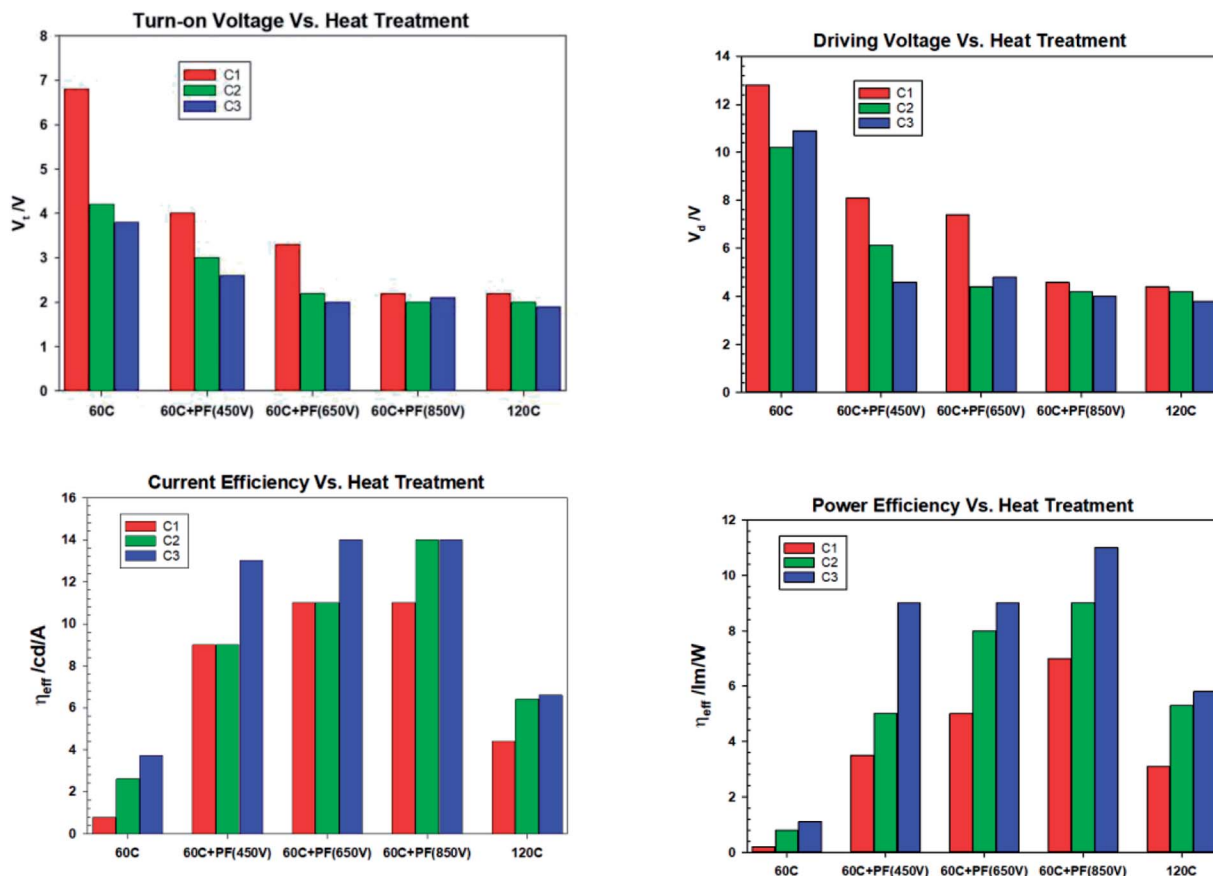 Turn-on Voltage Vs. Heat Treatment
8
7
6
5
4
3
2
1
0
Vt /V
C1
C2
C3
60C
60C+PF(450V)
60C+PF(650V)
60C+PF(850V)
120C
Driving Voltage Vs. Heat Treatment
14
12
10
8
6
4
2
0
Vd /V
C1
C2
C3
60C
60C+PF(450V)
60C+PF(650V)
60C+PF(850V)
120C
Current Efficiency Vs. Heat Treatment
16
14
12
10
8
6
4
2
0
ηeff /cd/A
C1
C2
C3
60C
60C+PF(450V)
60C+PF(650V)
60C+PF(850V)
120C
Power Efficiency Vs. Heat Treatment
12
10
8
6
4
2
0
ηeff /lm/W
C1
C2
C3
60C
60C+PF(450V)
60C+PF(650V)
60C+PF(850V)
120C